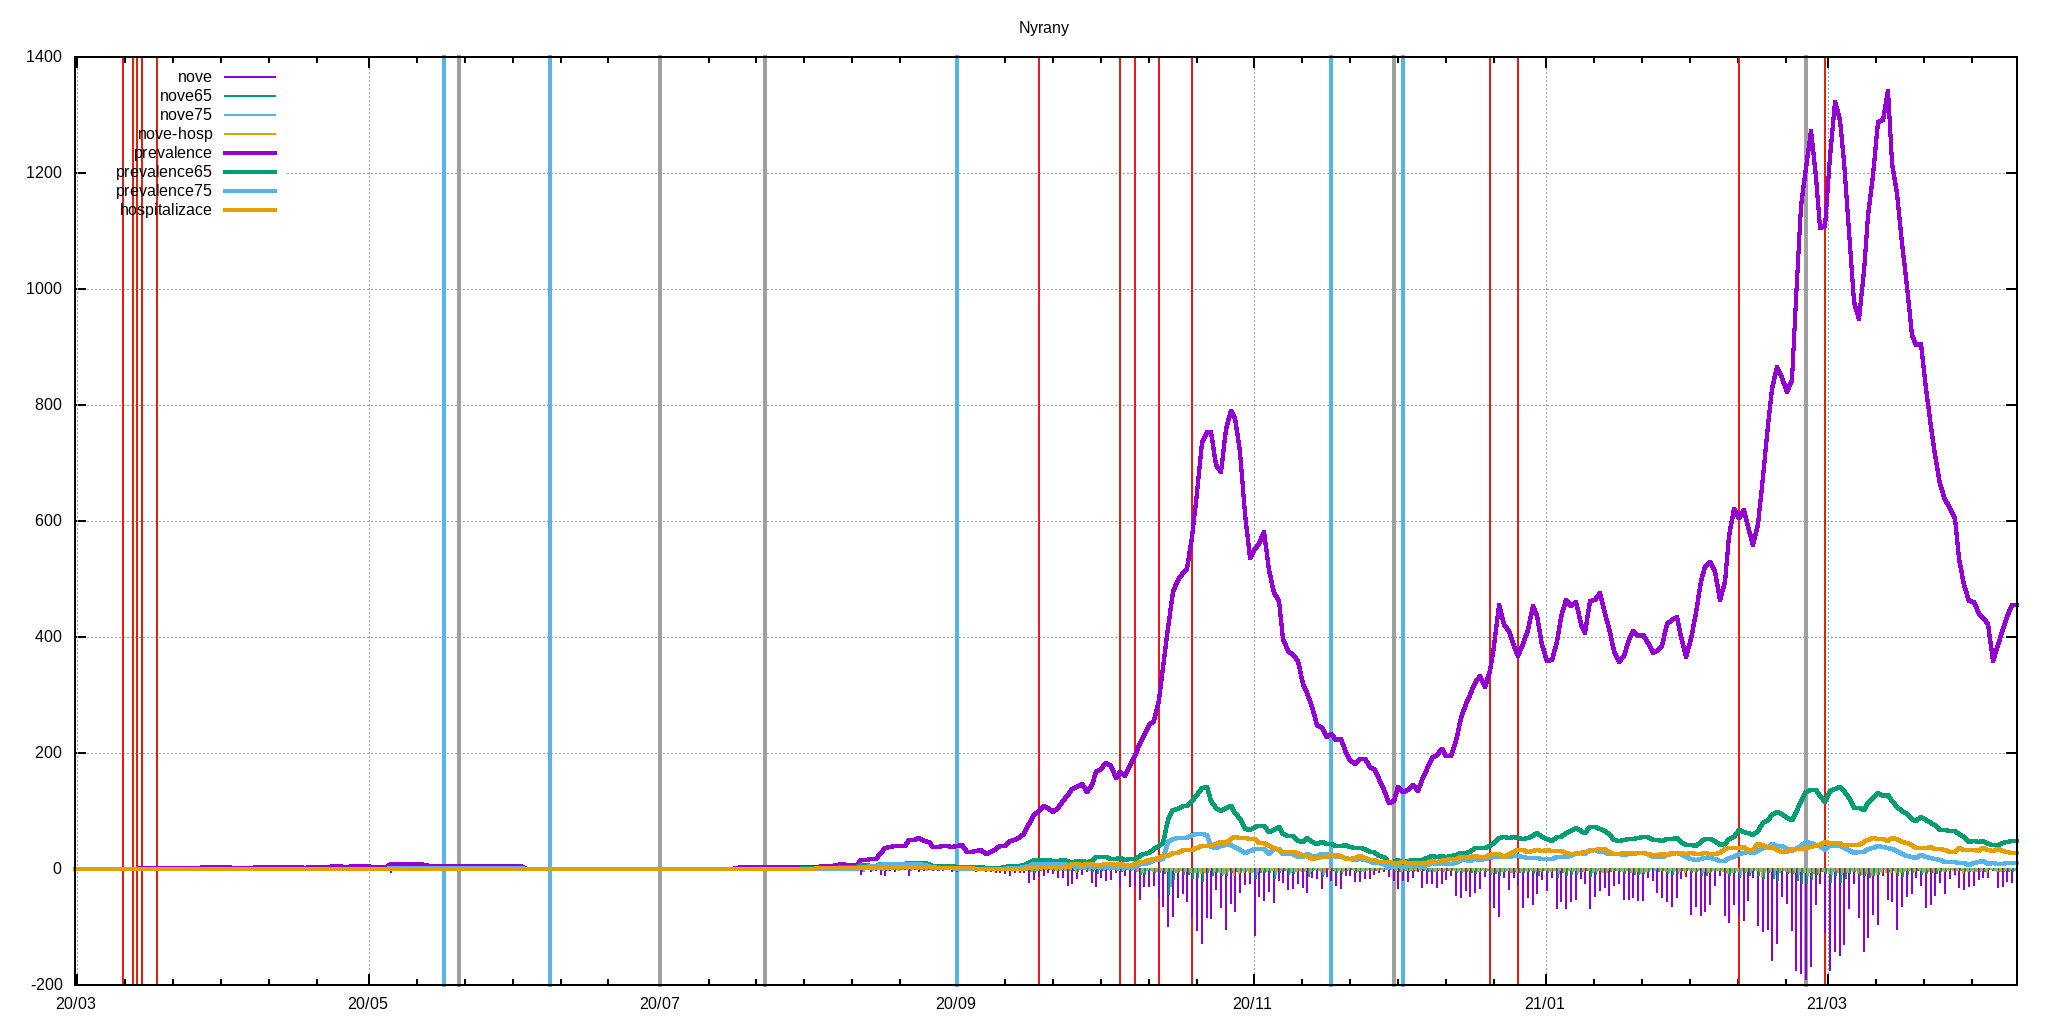 Nyrany
1400
1200
1000
800
600
400
200
0
-200
nove
nove65
nove75
nove-hosp
prevalence
prevalence65
prevalence75
hospitalizace
20/03 20/05 20/07 20/09 20/11 21/01 21/03